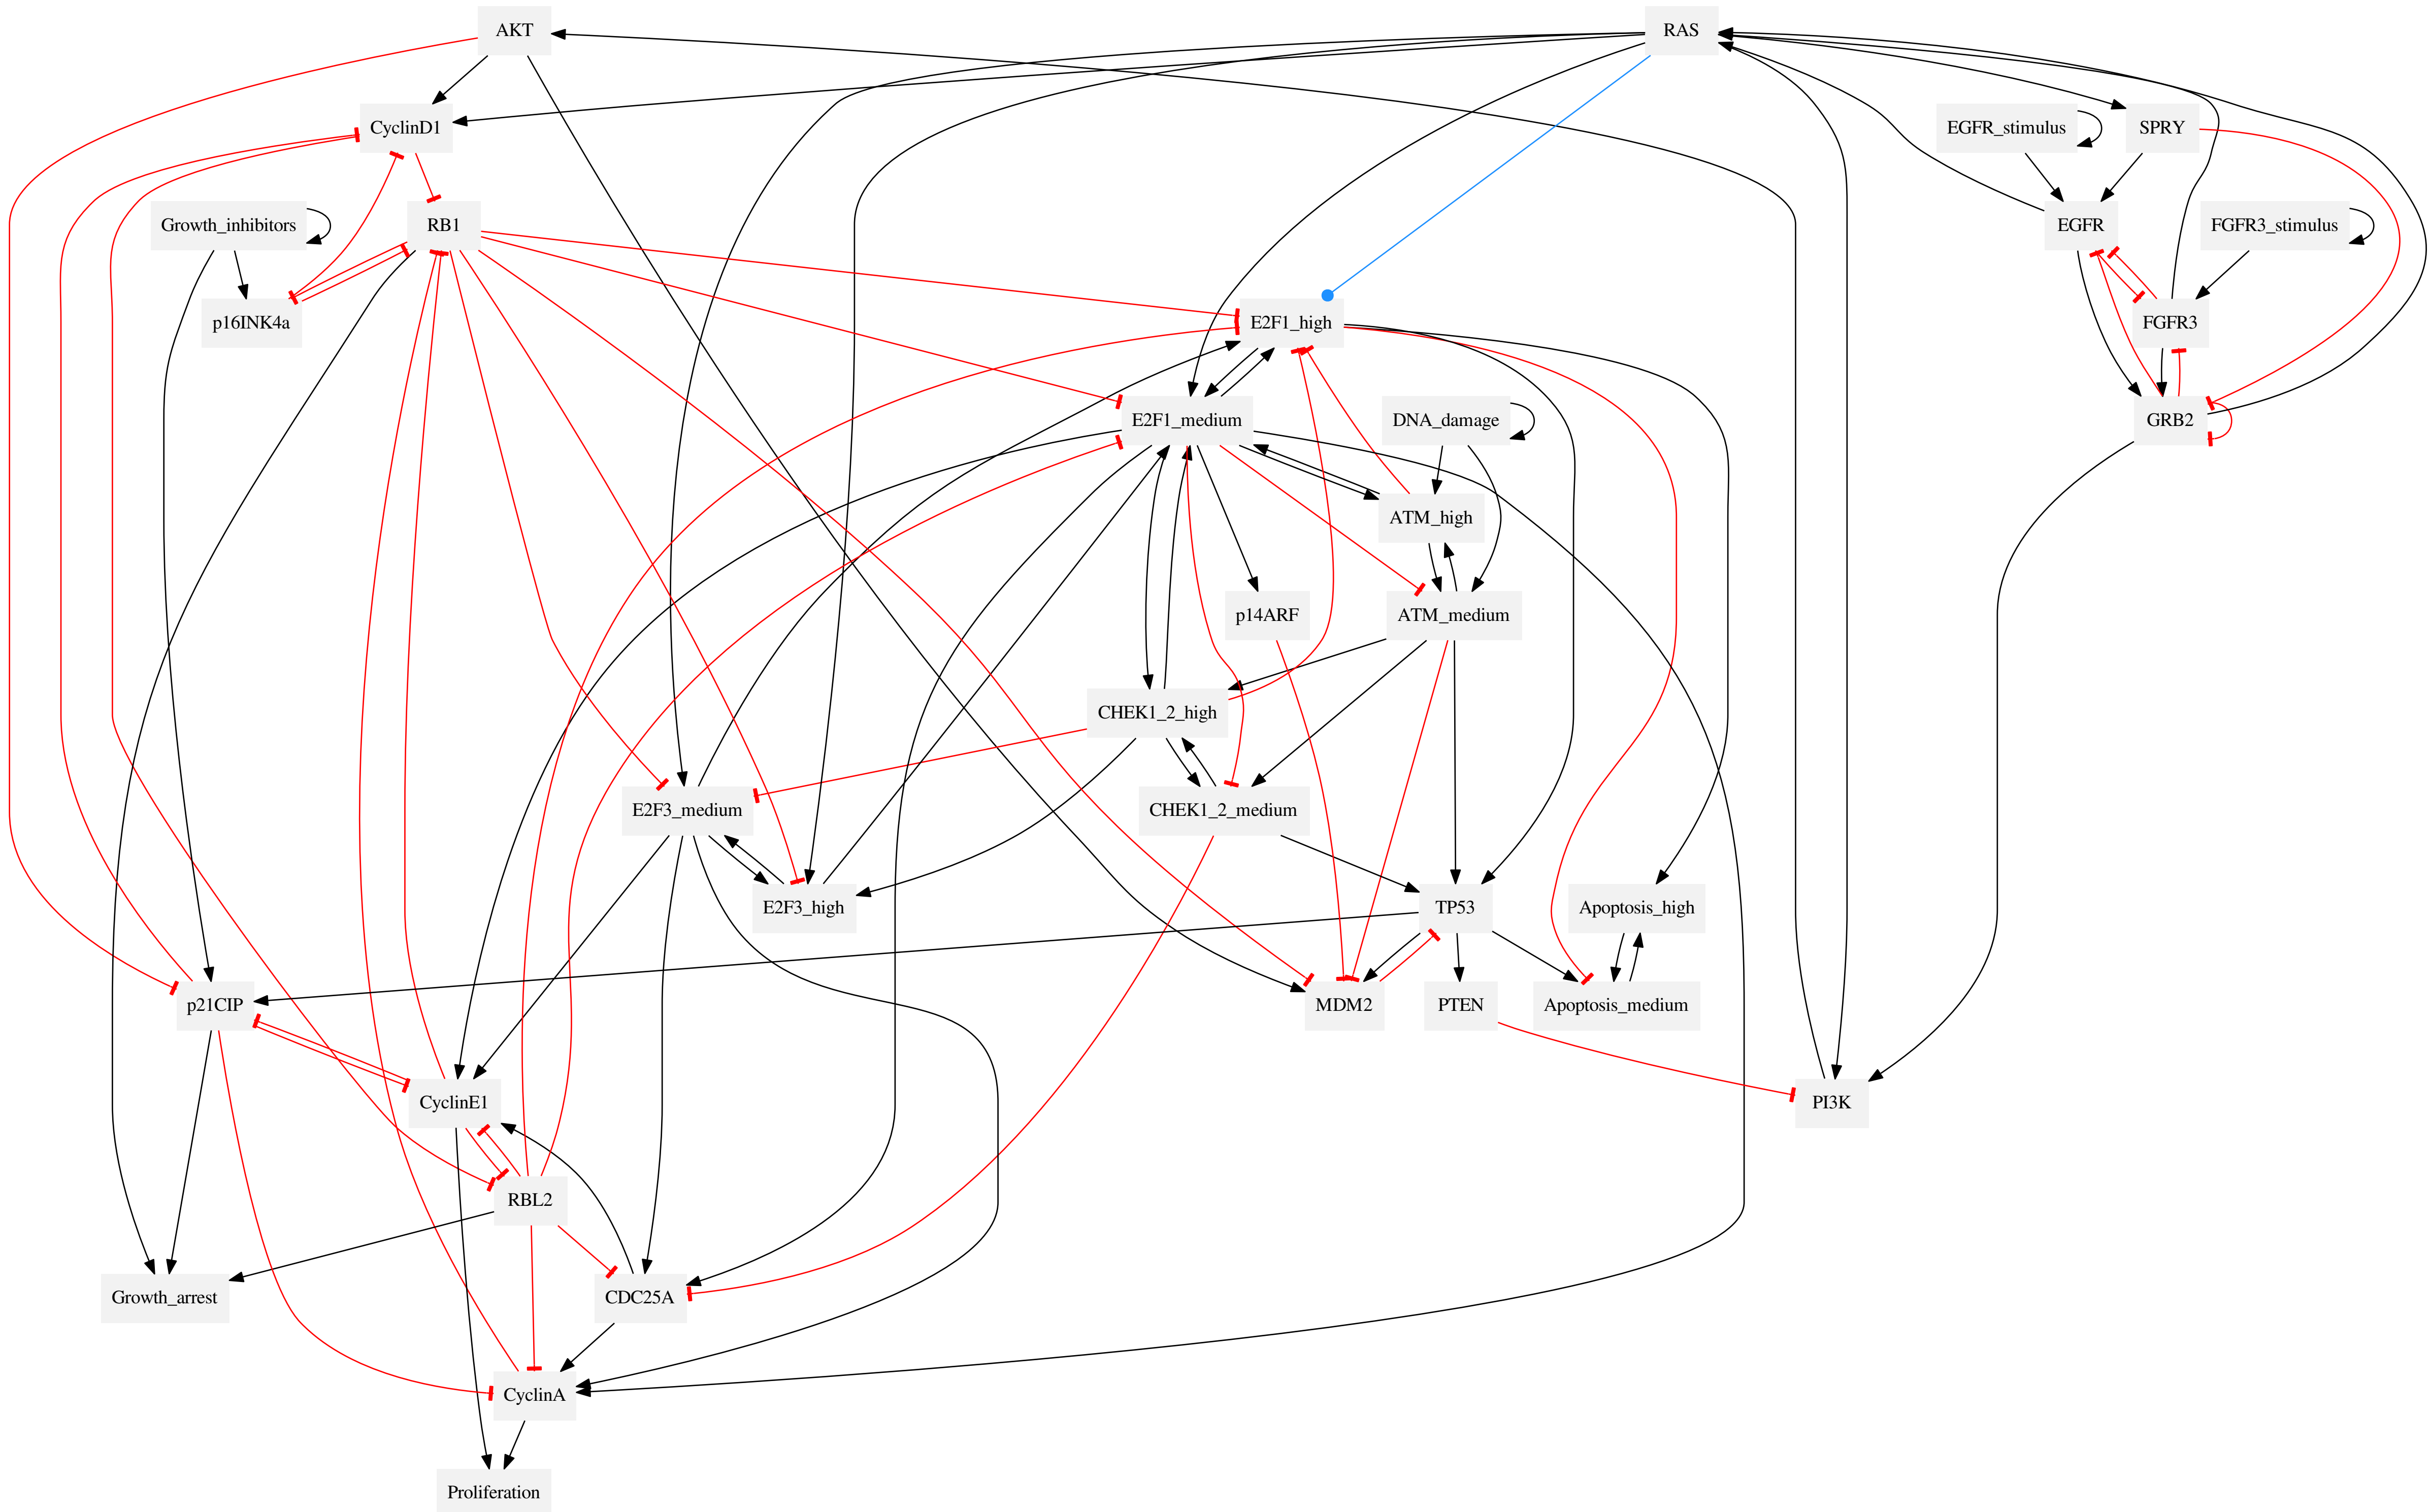 AKT
RAS
CyclinD1
EGFR_stimulus
SPRY
Growth_inhibitors
RB1
EGFR
FGFR3_stimulus
p16INK4a
E2F1_high
FGFR3
E2F1_medium
DNA_damage
GRB2
ATM_high
p14ARF
ATM_medium
CHEK1_2_high
E2F3_medium
CHEK1_2_medium
E2F3_high
TP53
Apoptosis_high
p21CIP
MDM2
PTEN
Apoptosis_medium
CyclinE1
PI3K
RBL2
Growth_arrest
CDC25A
CyclinA
Proliferation